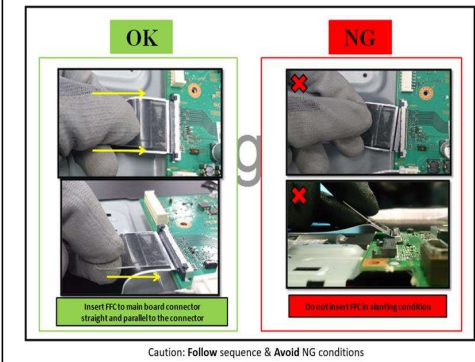 OK
NG
g
Insert FFC to main board connector
straight and parallel to the connector
Do not insert FFC in slanting condition
Caution: Follow sequence & Avoid NG conditions